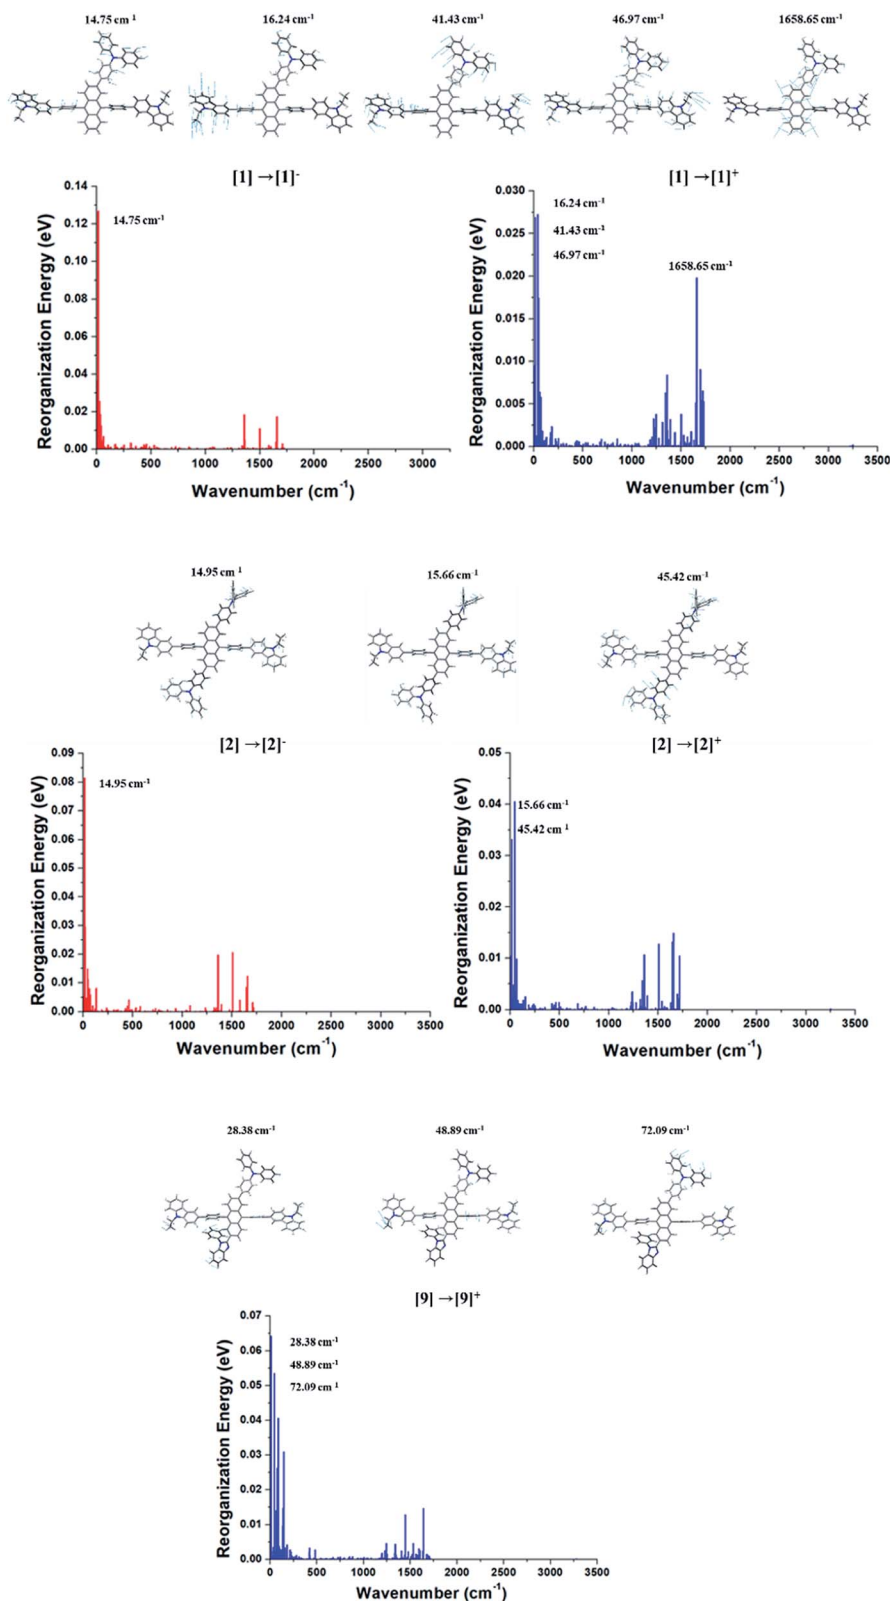 14.75 cm⁻¹ 16.24 cm⁻¹ 41.43 cm⁻¹ 46.97 cm⁻¹ 1658.65 cm⁻¹
[1] →[1]⁻
0.14
0.12
0.10
0.08
0.06
0.04
0.02
0.00
Reorganization Energy (eV)
14.75 cm⁻¹
0 500 1000 1500 2000 2500 3000
Wavenumber (cm⁻¹)
[1] →[1]⁺
0.030
0.025
0.020
0.015
0.010
0.005
0.000
Reorganization Energy (eV)
16.24 cm⁻¹
41.43 cm⁻¹
46.97 cm⁻¹
1658.65 cm⁻¹
0 500 1000 1500 2000 2500 3000 3500
Wavenumber (cm⁻¹)
14.95 cm⁻¹ 15.66 cm⁻¹ 45.42 cm⁻¹
[2] →[2]⁻
0.09
0.08
0.07
0.06
0.05
0.04
0.03
0.02
0.01
0.00
Reorganization Energy (eV)
14.95 cm⁻¹
0 500 1000 1500 2000 2500 3000 3500
Wavenumber (cm⁻¹)
[2] →[2]⁺
0.05
0.04
0.03
0.02
0.01
0.00
Reorganization Energy (eV)
15.66 cm⁻¹
45.42 cm⁻¹
0 500 1000 1500 2000 2500 3000 3500
Wavenumber (cm⁻¹)
28.38 cm⁻¹ 48.89 cm⁻¹ 72.09 cm⁻¹
[9] →[9]⁺
0.07
0.06
0.05
0.04
0.03
0.02
0.01
0.00
Reorganization Energy (eV)
28.38 cm⁻¹
48.89 cm⁻¹
72.09 cm⁻¹
0 500 1000 1500 2000 2500 3000 3500
Wavenumber (cm⁻¹)